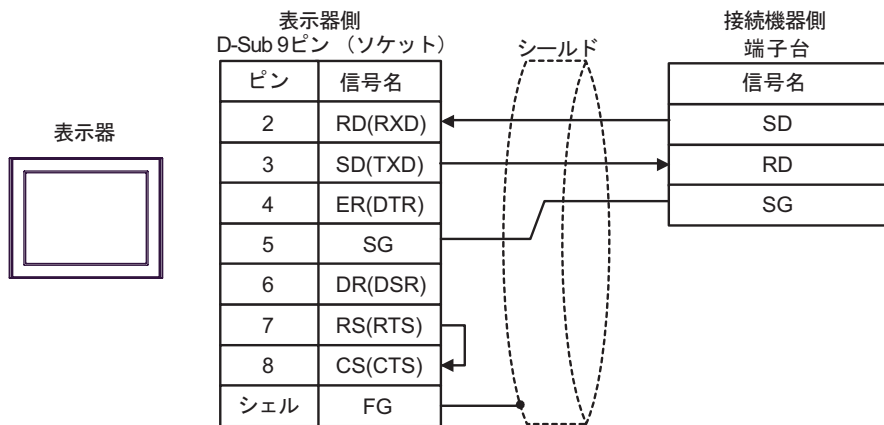 表示器側
D-Sub 9ピン （ソケット）
シールド
接続機器側
端子台
ピン 信号名
信号名
表示器
2 RD(RXD)
SD
3 SD(TXD)
RD
4 ER(DTR)
SG
5 SG
6 DR(DSR)
7 RS(RTS)
8 CS(CTS)
シェル FG